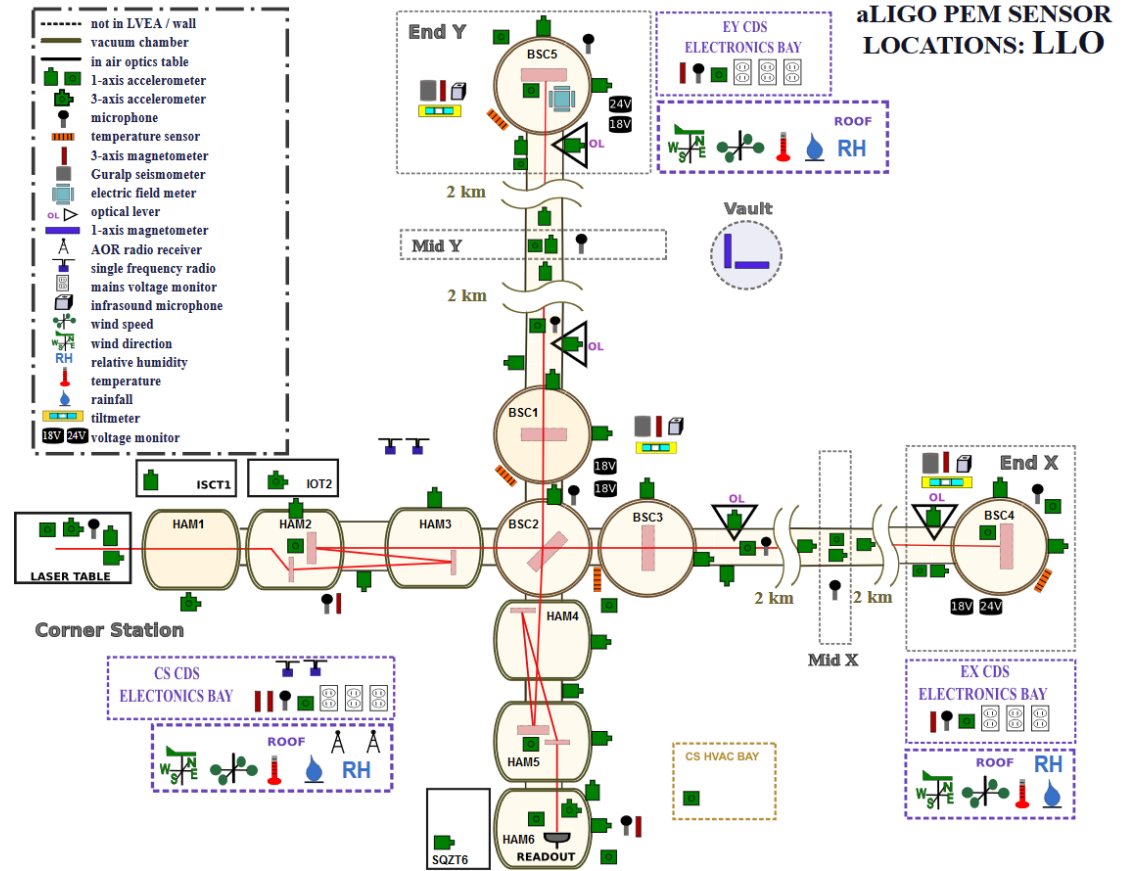 aLIGO PEM SENSOR
LOCATIONS: LLO
not in LVEA / wall
vacuum chamber
in air optics table
1-axis accelerometer
3-axis accelerometer
microphone
temperature sensor
3-axis magnetometer
Guralp seismometer
electric field meter
OL optical lever
1-axis magnetometer
AOR radio receiver
single frequency radio
mains voltage monitor
infrasound microphone
wind speed
W S N E wind direction
RH relative humidity
temperature
rainfall
tiltmeter
18V 24V voltage monitor
End Y
BSC5
24V
18V
OL
EY CDS
ELECTRONICS BAY
ROOF
W S N E
RH
2 km
Vault
Mid Y
2 km
OL
BSC1
18V
18V
ISCT1
IOT2
LASER TABLE
HAM1
HAM2
HAM3
BSC2
BSC3
OL
2 km
Mid X
2 km
End X
OL
BSC4
18V 24V
Corner Station
HAM4
HAM5
HAM6
READOUT
SQZT6
CS CDS
ELECTONICS BAY
ROOF
W S N E
RH
CS HVAC BAY
EX CDS
ELECTRONICS BAY
ROOF
RH
W S N E